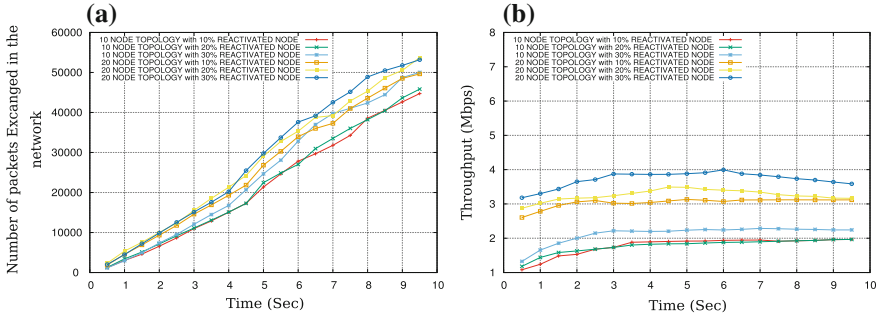 (a)
Number of packets Excanged in the
network
10 NODE TOPOLOGY with 10% REACTIVATED NODE
10 NODE TOPOLOGY with 20% REACTIVATED NODE
10 NODE TOPOLOGY with 30% REACTIVATED NODE
20 NODE TOPOLOGY with 10% REACTIVATED NODE
20 NODE TOPOLOGY with 20% REACTIVATED NODE
20 NODE TOPOLOGY with 30% REACTIVATED NODE
60000
50000
40000
30000
20000
10000
0
0 1 2 3 4 5 6 7 8 9 10
Time (Sec)
(b)
Throughput (Mbps)
10 NODE TOPOLOGY with 10% REACTIVATED NODE
10 NODE TOPOLOGY with 20% REACTIVATED NODE
10 NODE TOPOLOGY with 30% REACTIVATED NODE
20 NODE TOPOLOGY with 10% REACTIVATED NODE
20 NODE TOPOLOGY with 20% REACTIVATED NODE
20 NODE TOPOLOGY with 30% REACTIVATED NODE
8
7
6
5
4
3
2
1
0 1 2 3 4 5 6 7 8 9 10
Time (Sec)